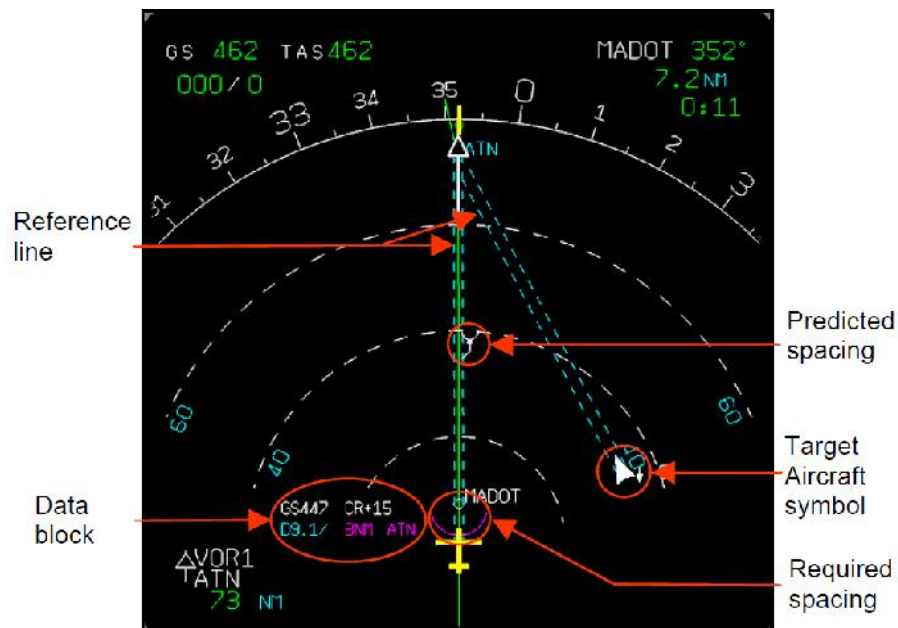 GS 462 TAS462
000/0
MADOT 352°
7.2NM
0:11
31
32
33
34
35
0
1
2
3
ATN
Reference
line
Predicted
spacing
60
60
40
40
Target
Aircraft
symbol
Data
block
GS447 CR+15
D9.1/ 8NM ATN
MADOT
VOR1
ATN
73 NM
Required
spacing